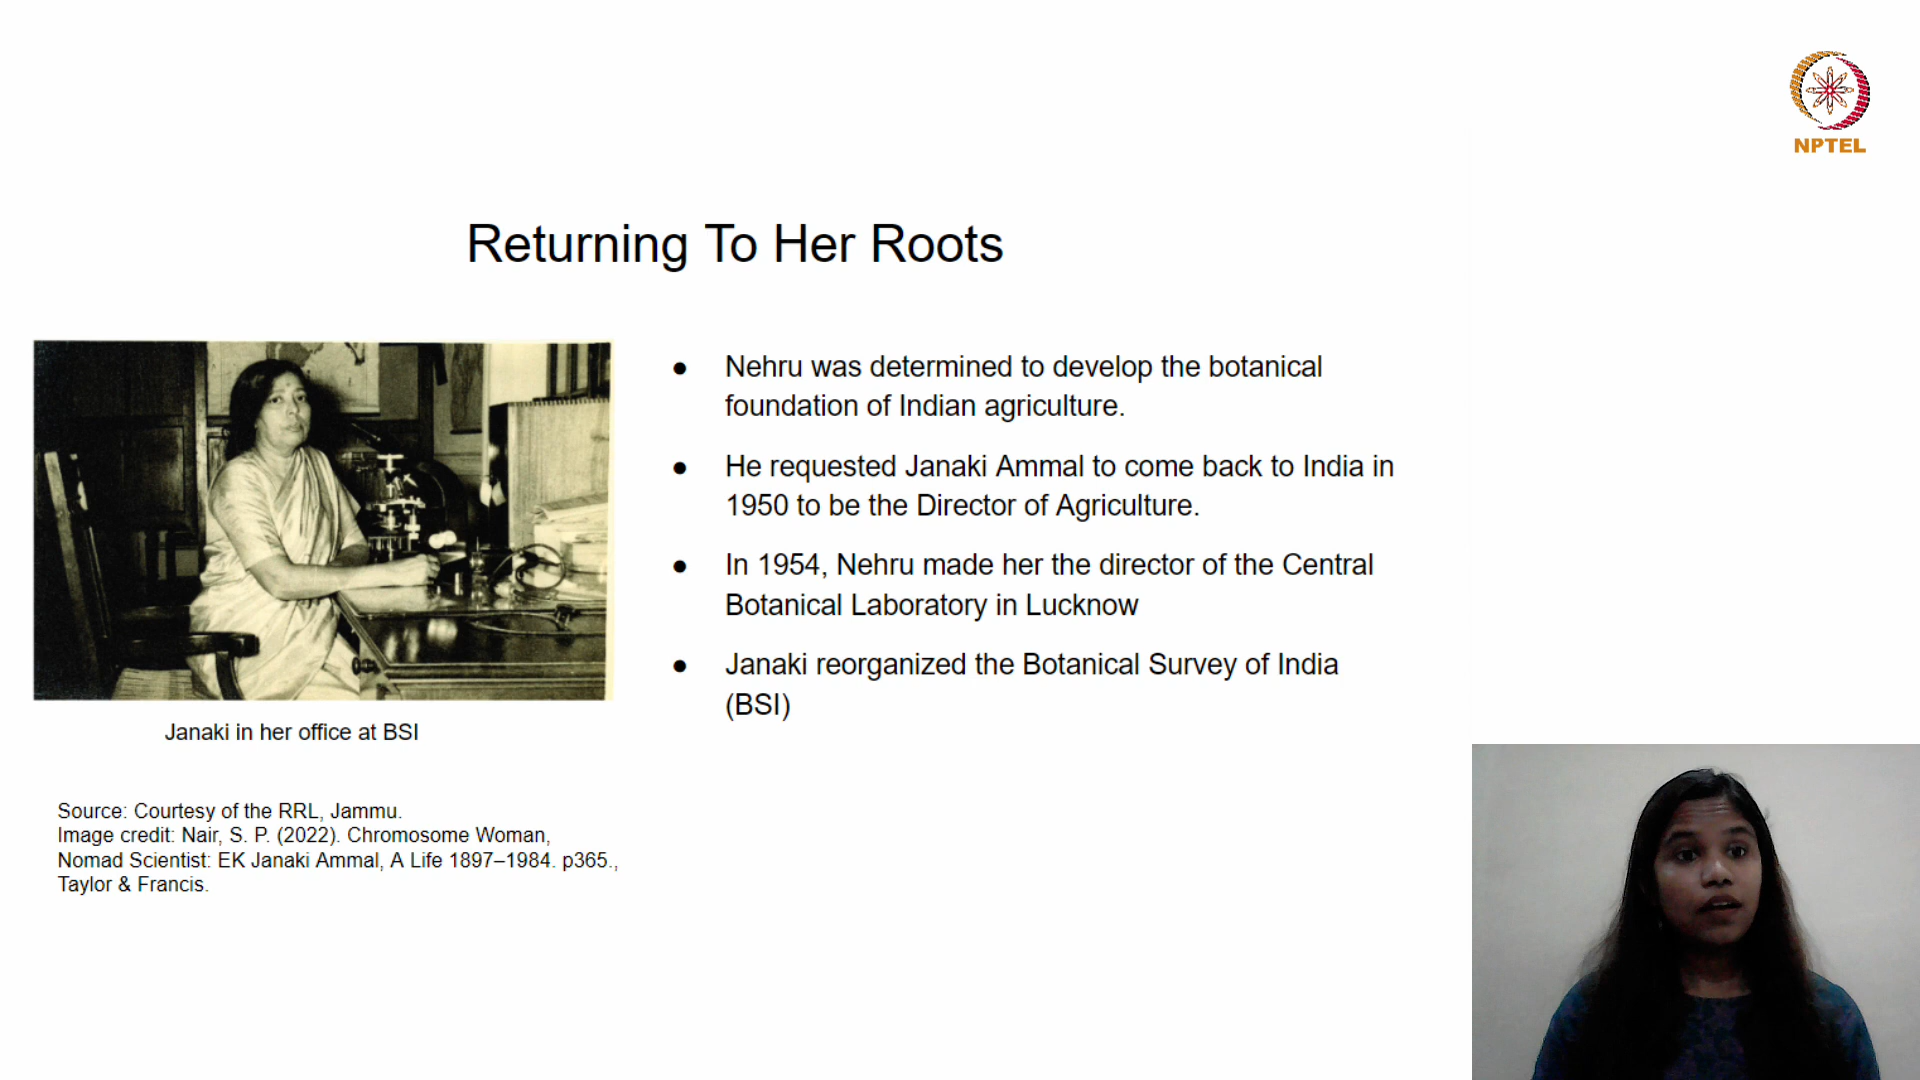 NPTEL
Returning To Her Roots
● Nehru was determined to develop the botanical
foundation of Indian agriculture.
● He requested Janaki Ammal to come back to India in
1950 to be the Director of Agriculture.
● In 1954, Nehru made her the director of the Central
Botanical Laboratory in Lucknow
● Janaki reorganized the Botanical Survey of India
(BSI)
Janaki in her office at BSI
Source: Courtesy of the RRL, Jammu.
Image credit: Nair, S. P. (2022). Chromosome Woman,
Nomad Scientist: EK Janaki Ammal, A Life 1897–1984. p365.,
Taylor & Francis.